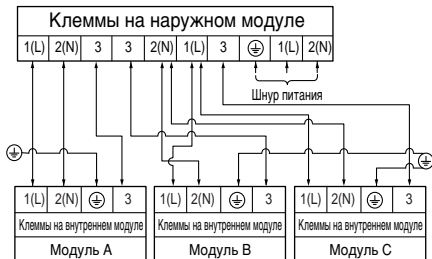 Клеммы на наружном модуле
1(L) 2(N) 3 3 2(N) 1(L) 3 1(L) 2(N)
Шнур питания
1(L) 2(N) 3 1(L) 2(N) 3 1(L) 2(N) 3
Клеммы на внутреннем модуле Клеммы на внутреннем модуле Клеммы на внутреннем модуле
Модуль A Модуль B Модуль C